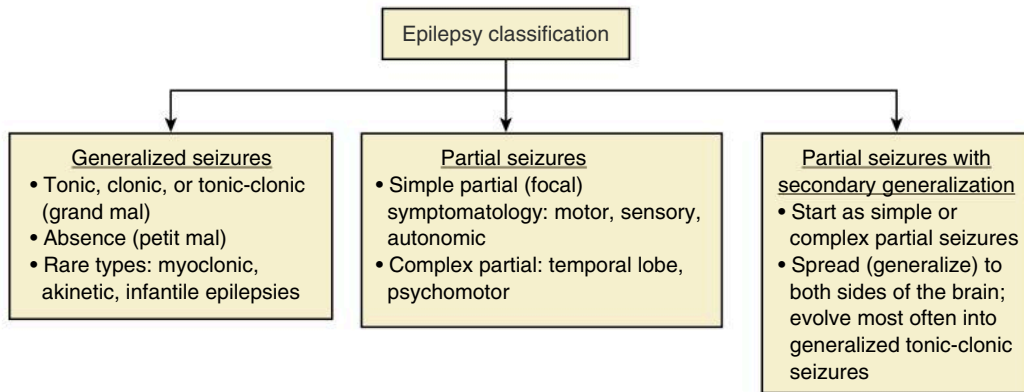 Epilepsy classification
Generalized seizures
• Tonic, clonic, or tonic-clonic
(grand mal)
• Absence (petit mal)
• Rare types: myoclonic,
akinetic, infantile epilepsies
Partial seizures
• Simple partial (focal)
symptomatology: motor, sensory,
autonomic
• Complex partial: temporal lobe,
psychomotor
Partial seizures with
secondary generalization
• Start as simple or
complex partial seizures
• Spread (generalize) to
both sides of the brain;
evolve most often into
generalized tonic-clonic
seizures